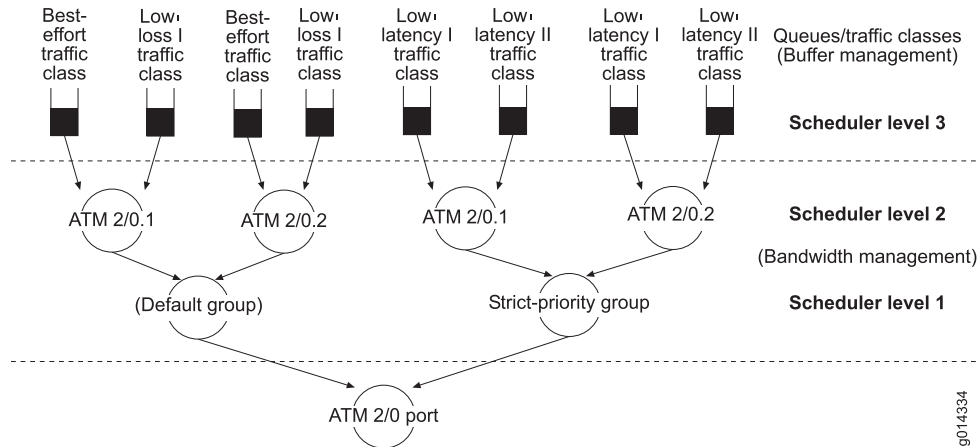 Best-
effort
traffic
class
Low-
loss I
traffic
class
Best-
effort
traffic
class
Low-
loss I
traffic
class
Low-
latency I
traffic
class
Low-
latency II
traffic
class
Low-
latency I
traffic
class
Low-
latency II
traffic
class
Queues/traffic classes
(Buffer management)
Scheduler level 3
ATM 2/0.1
ATM 2/0.2
ATM 2/0.1
ATM 2/0.2
Scheduler level 2
(Bandwidth management)
(Default group)
Strict-priority group
Scheduler level 1
ATM 2/0 port
g014334